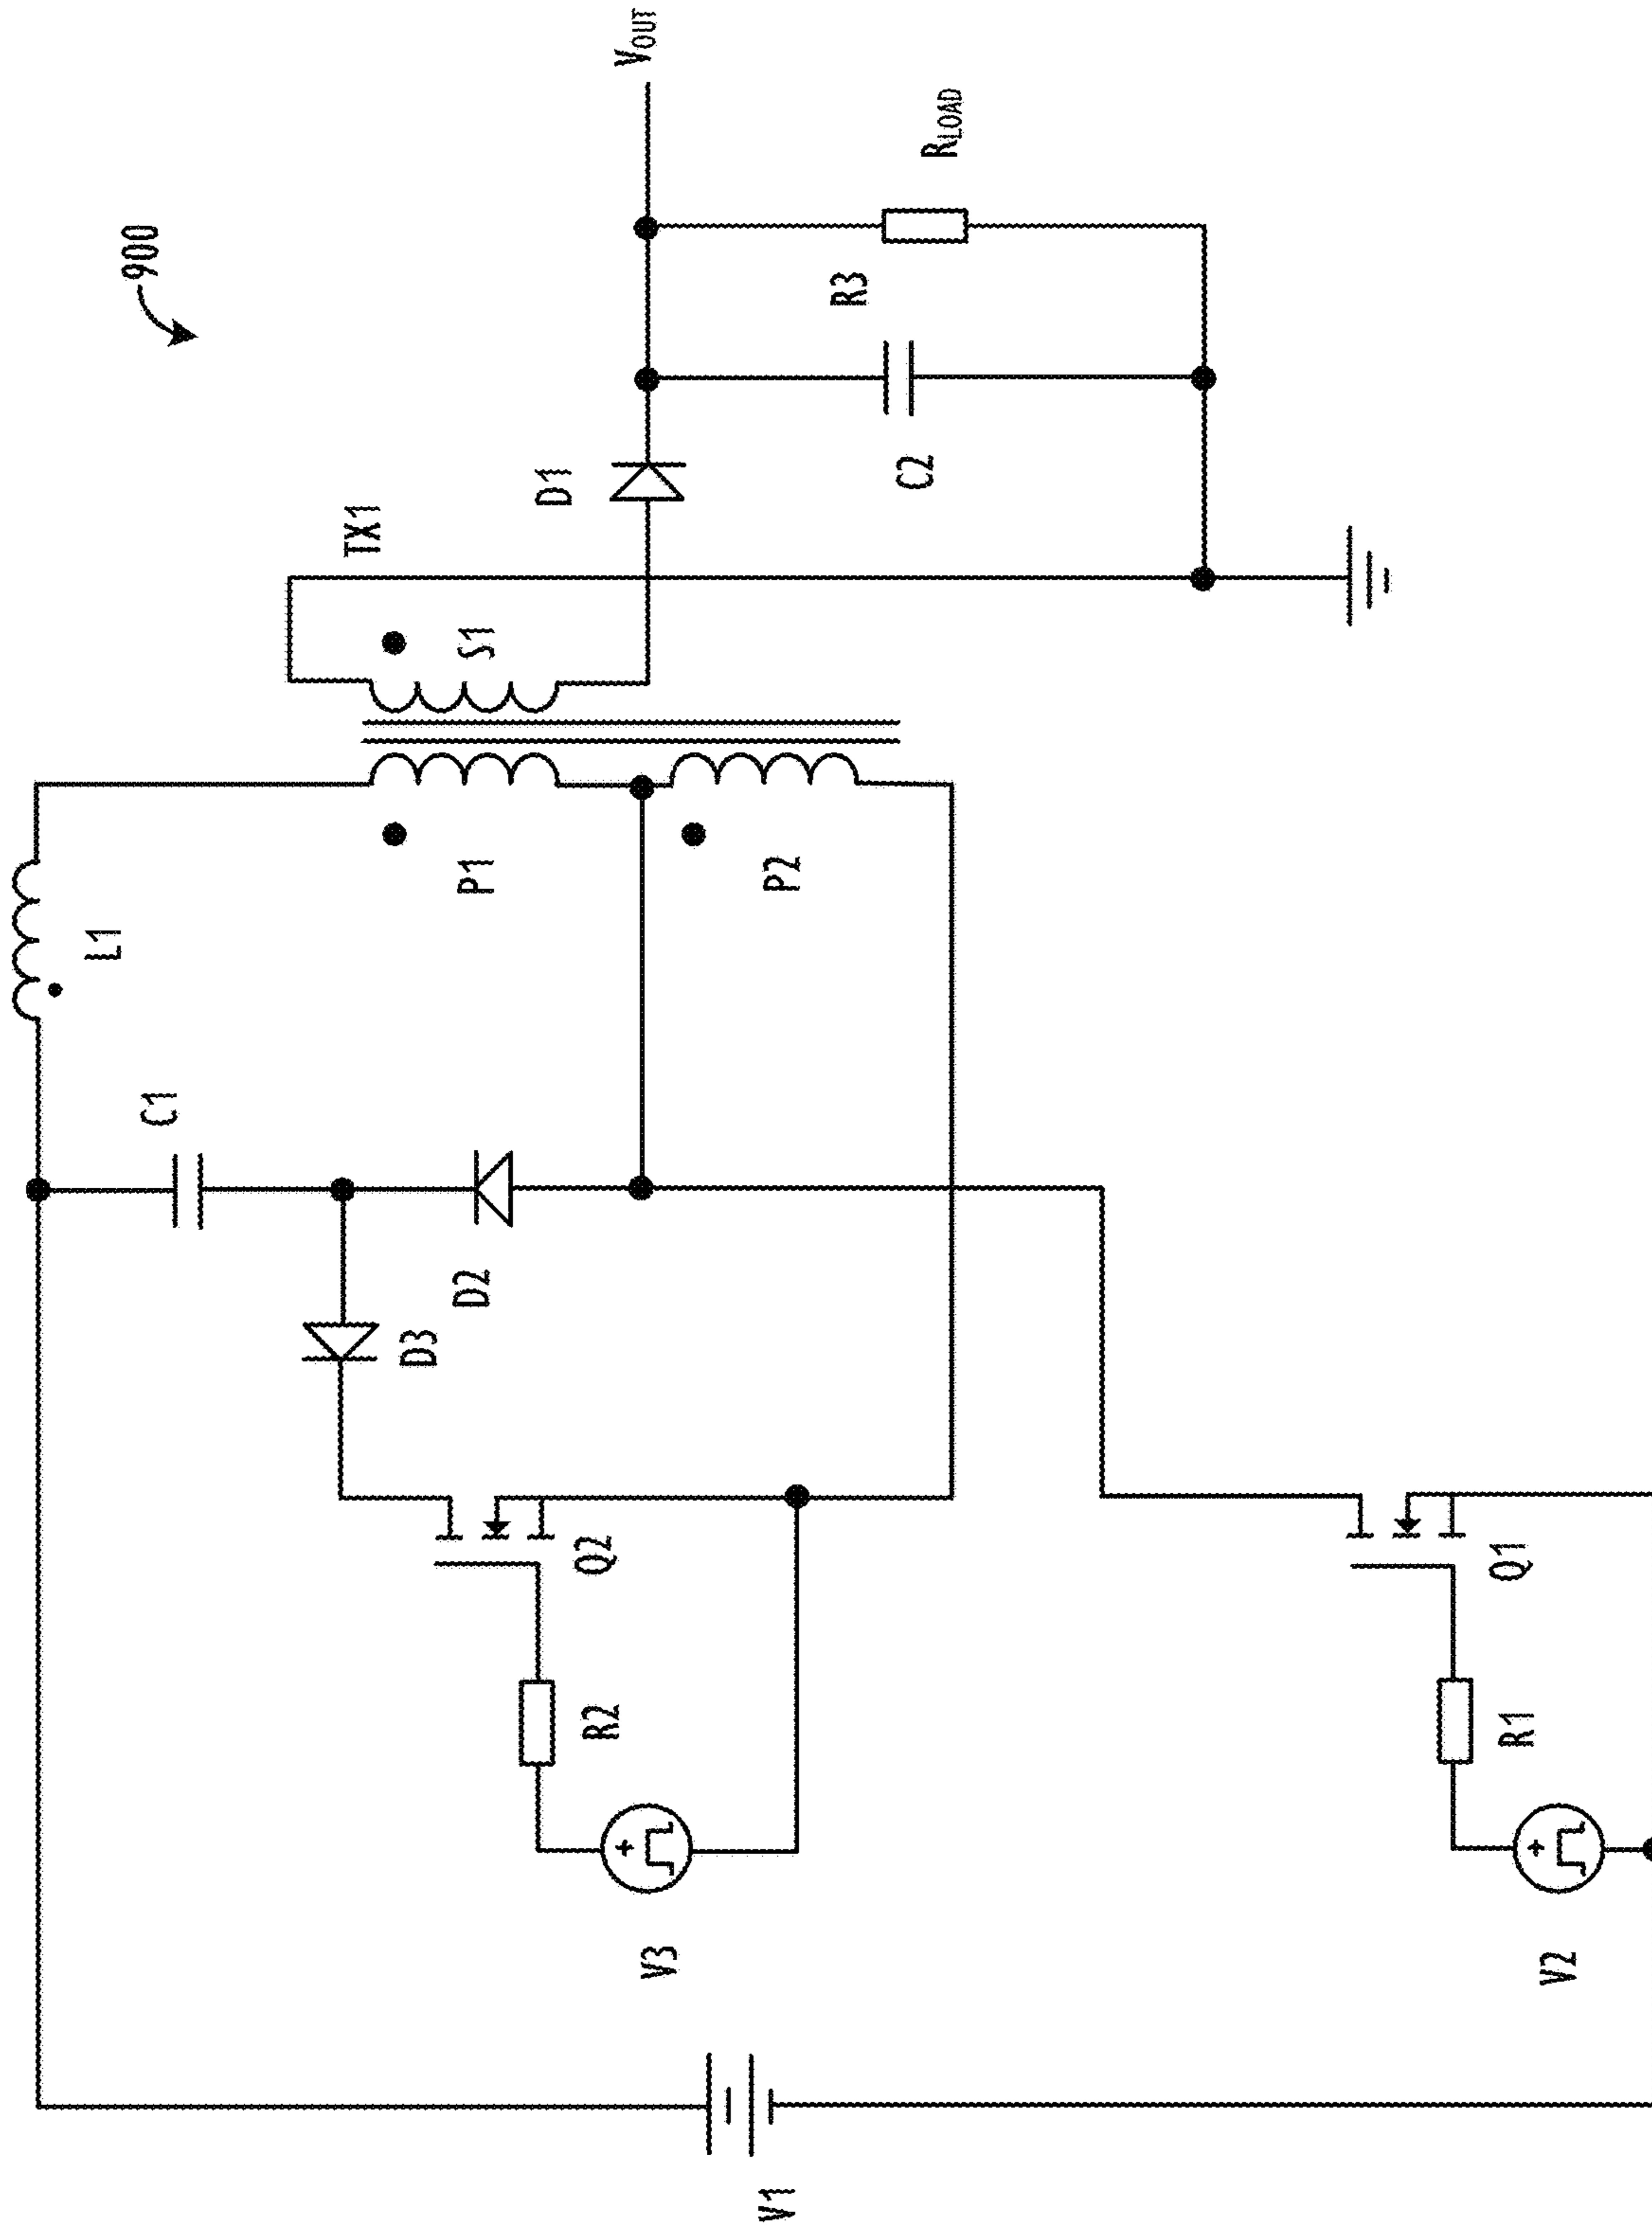 900
L1
C1
TX1
P1
S1
D1
VOUT
D3
D2
P2
C2
R3
RLOAD
Q2
R2
V3
V1
Q1
R1
V2
+
+